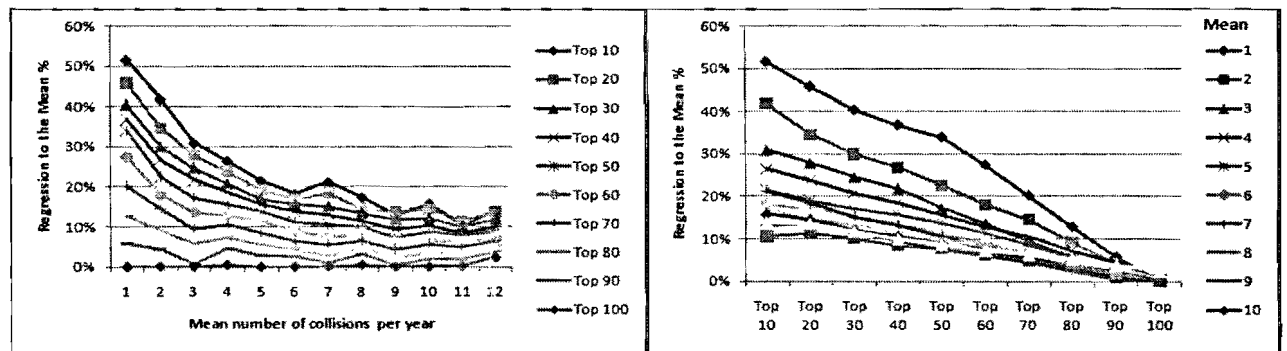 60%
50%
40%
30%
20%
10%
0%
Regression to the Mean %
1 2 3 4 5 6 7 8 9 10 11 12
Mean number of collisions per year
Top 10
Top 20
Top 30
Top 40
Top 50
Top 60
Top 70
Top 80
Top 90
Top 100
60%
50%
40%
30%
20%
10%
0%
Regression to the Mean %
Top Top Top Top Top Top Top Top Top Top
10 20 30 40 50 60 70 80 90 100
Mean
1
2
3
4
5
6
7
8
9
10